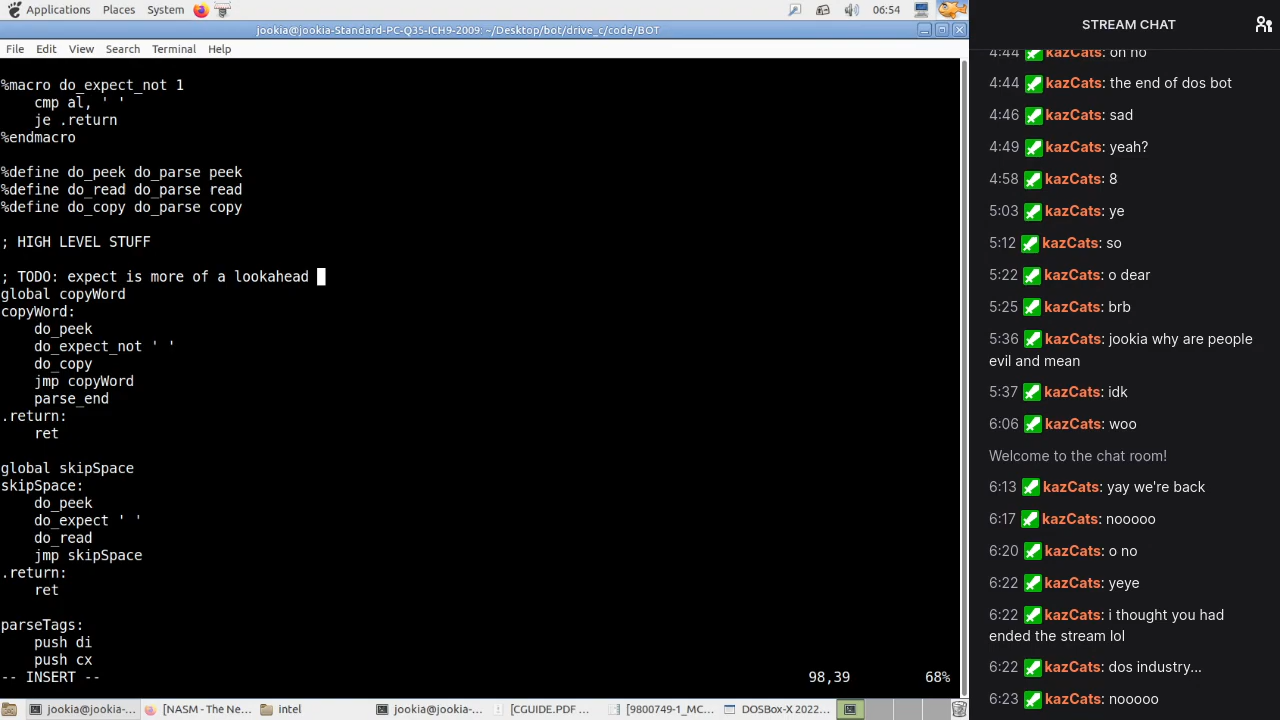 Applications Places System 06:54
jookia@jookia-Standard-PC-Q35-ICH9-2009: ~/Desktop/bot/drive_c/code/BOT
File Edit View Search Terminal Help
%macro do_expect_not 1
cmp al, ' '
je .return
%endmacro
%define do_peek do_parse peek
%define do_read do_parse read
%define do_copy do_parse copy
; HIGH LEVEL STUFF
; TODO: expect is more of a lookahead
global copyWord
copyWord:
do_peek
do_expect_not ' '
do_copy
jmp copyWord
parse_end
.return:
ret
global skipSpace
skipSpace:
do_peek
do_expect ' '
do_read
jmp skipSpace
.return:
ret
parseTags:
push di
push cx
-- INSERT -- 98,39 68%
jookia@jookia-... [NASM - The Ne... intel jookia@jookia-... [CGUIDE.PDF ... [9800749-1_MC... DOSBox-X 2022...
STREAM CHAT
4:44 kazCats: oh no
4:44 kazCats: the end of dos bot
4:46 kazCats: sad
4:49 kazCats: yeah?
4:58 kazCats: 8
5:03 kazCats: ye
5:12 kazCats: so
5:22 kazCats: o dear
5:25 kazCats: brb
5:36 kazCats: jookia why are people
evil and mean
5:37 kazCats: idk
6:06 kazCats: woo
Welcome to the chat room!
6:13 kazCats: yay we're back
6:17 kazCats: nooooo
6:20 kazCats: o no
6:22 kazCats: yeye
6:22 kazCats: i thought you had
ended the stream lol
6:22 kazCats: dos industry...
6:23 kazCats: nooooo